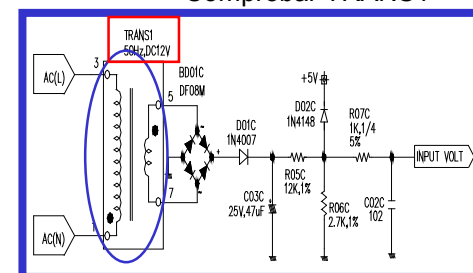 Comprobar TRANS1
TRANS1
50Hz,DC12V
3
AC(L)
BD01C
DF08M
5
+5V
D01C
1N4007
D02C
1N4148
R07C
1K,1/4
5%
INPUT VOLT
7
R05C
12K,1%
C03C
25V,47uF
R06C
2.7K,1%
C02C
102
AC(N)
1